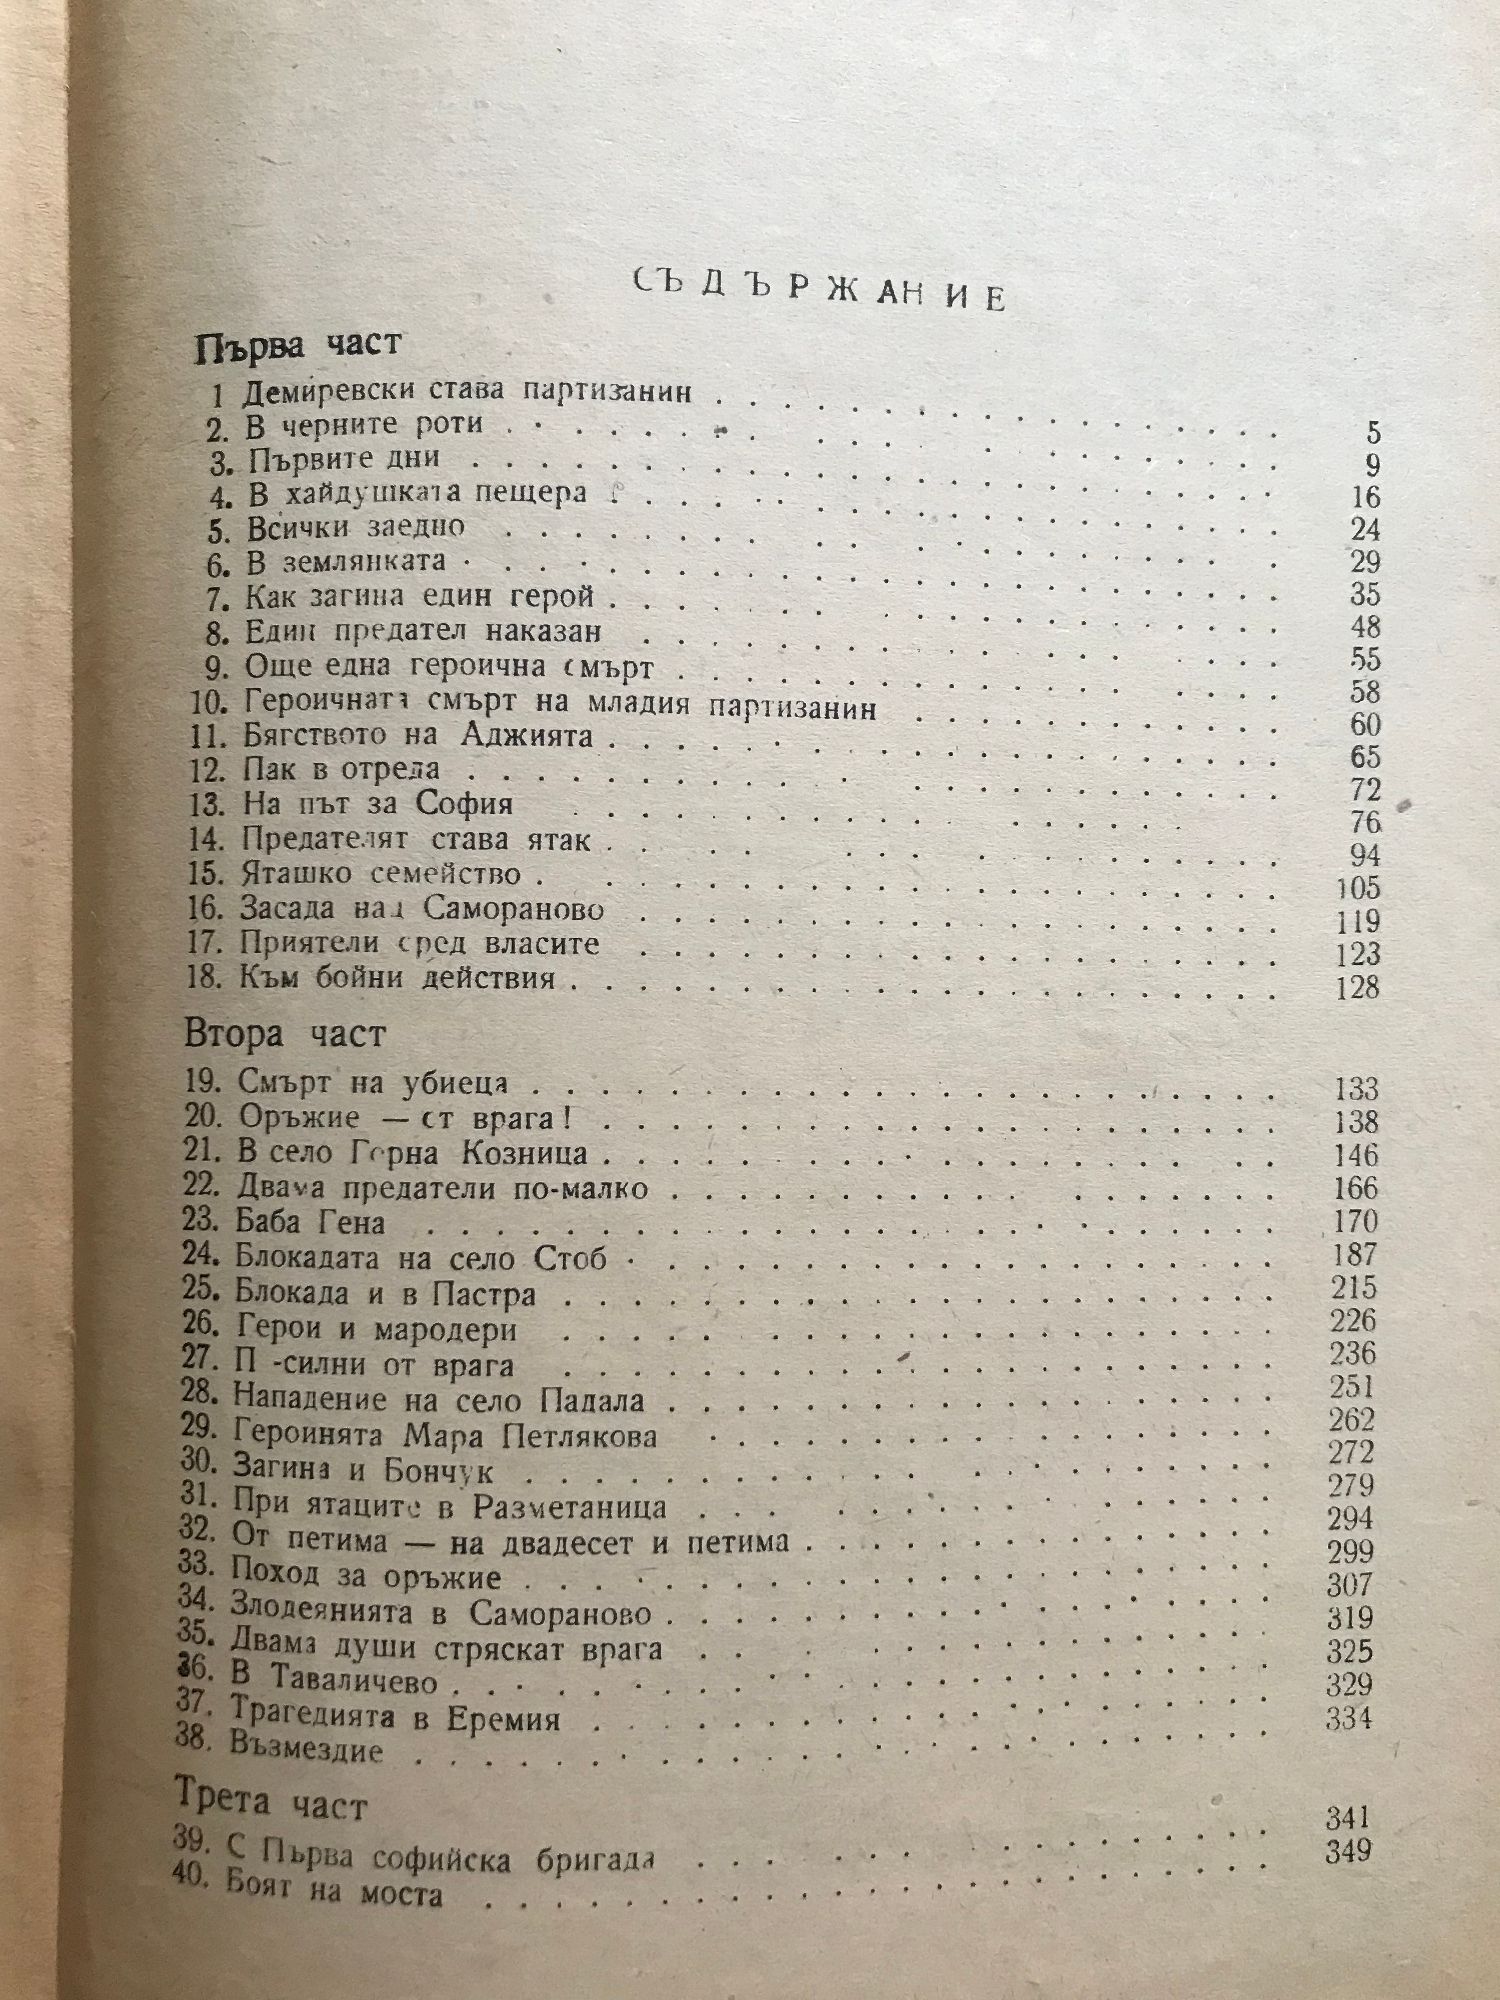 СЪДЪРЖАНИЕ
Първа част
1 Демиревски става партизанин 5
2. В черните роти 9
3. Първите дни 16
4. В хайдушката пещера 24
5. Всички заедно 29
6. В землянката 35
7. Как загина един герой 48
8. Един предател наказан 55
9. Още една героична смърт 58
10. Героичната смърт на младия партизанин 60
11. Бягството на Аджията 65
12. Пак в отреда 72
13. На път за София 76
14. Предателят става ятак 94
15. Яташко семейство 105
16. Засада над Самораново 119
17. Приятели сред власите 123
18. Към бойни действия 128
Втора част
19. Смърт на убиеца 133
20. Оръжие — от врага! 138
21. В село Горна Козница 146
22. Двама предатели по-малко 166
23. Баба Гена 170
24. Блокадата на село Стоб 187
25. Блокада и в Пастра 215
26. Герои и мародери 226
27. П -силни от врага 236
28. Нападение на село Падала 251
29. Героинята Мара Петлякова 262
30. Загина и Бончук 272
31. При ятаците в Разметаница 279
32. От петима — на двадесет и петима 294
33. Поход за оръжие 299
34. Злодеянията в Самораново 307
35. Двама души стряскат врага 319
36. В Таваличево 325
37. Трагедията в Еремия 329
38. Възмездие 334
Трета част
39. С Първа софийска бригада 341
40. Боят на моста 349